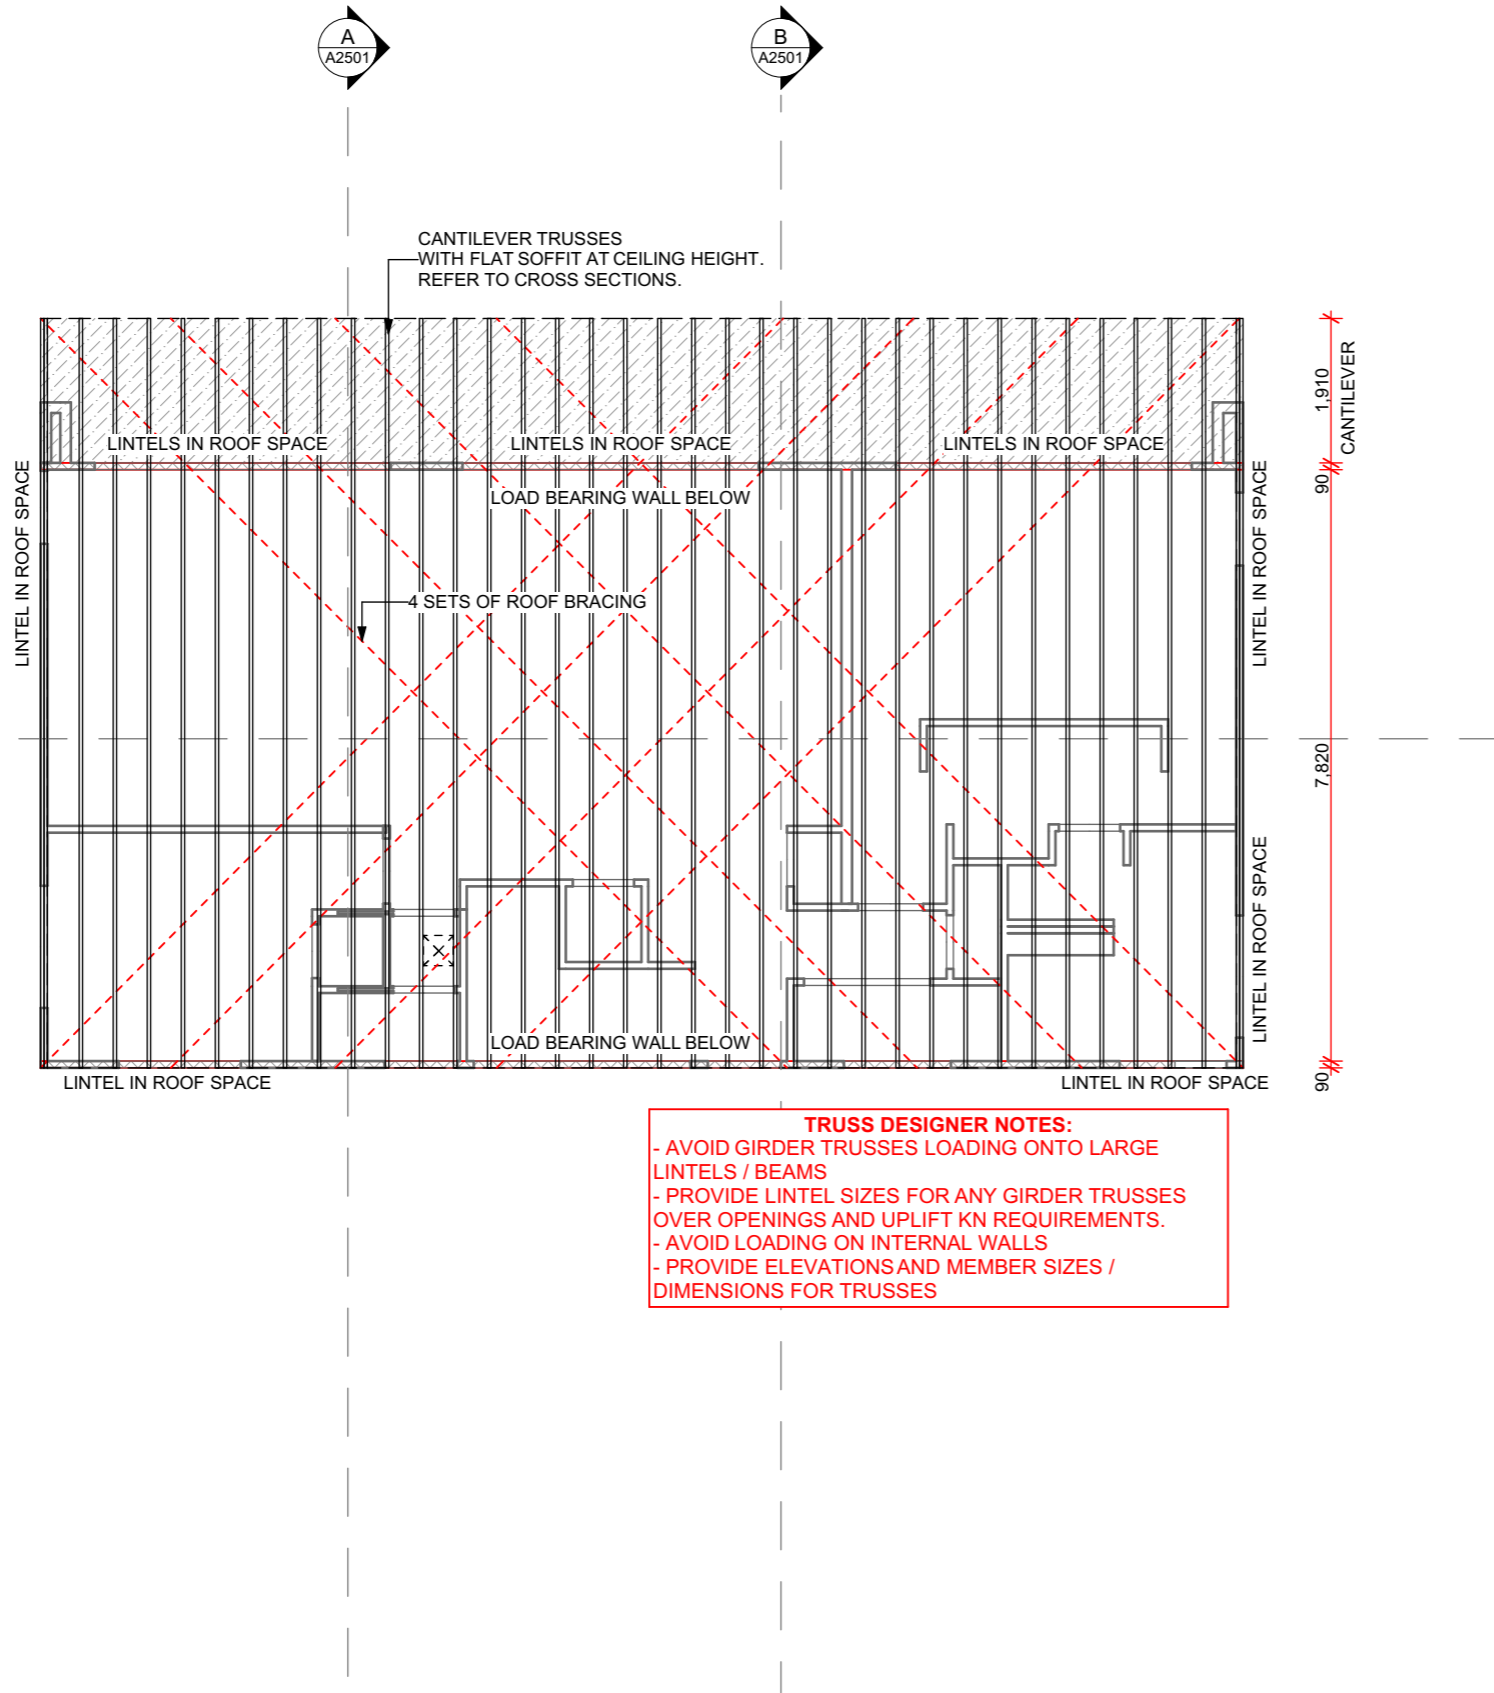 A
A2501
B
A2501
CANTILEVER TRUSSES
WITH FLAT SOFFIT AT CEILING HEIGHT.
REFER TO CROSS SECTIONS.
1,910
CANTILEVER
LINTELS IN ROOF SPACE
LINTELS IN ROOF SPACE
LINTELS IN ROOF SPACE
90
LINTEL IN ROOF SPACE
LOAD BEARING WALL BELOW
LINTEL IN ROOF SPACE
4 SETS OF ROOF BRACING
7,820
LINTEL IN ROOF SPACE
LOAD BEARING WALL BELOW
LINTEL IN ROOF SPACE
LINTEL IN ROOF SPACE
90
TRUSS DESIGNER NOTES:
- AVOID GIRDER TRUSSES LOADING ONTO LARGE
LINTELS / BEAMS
- PROVIDE LINTEL SIZES FOR ANY GIRDER TRUSSES
OVER OPENINGS AND UPLIFT KN REQUIREMENTS.
- AVOID LOADING ON INTERNAL WALLS
- PROVIDE ELEVATIONS AND MEMBER SIZES /
DIMENSIONS FOR TRUSSES